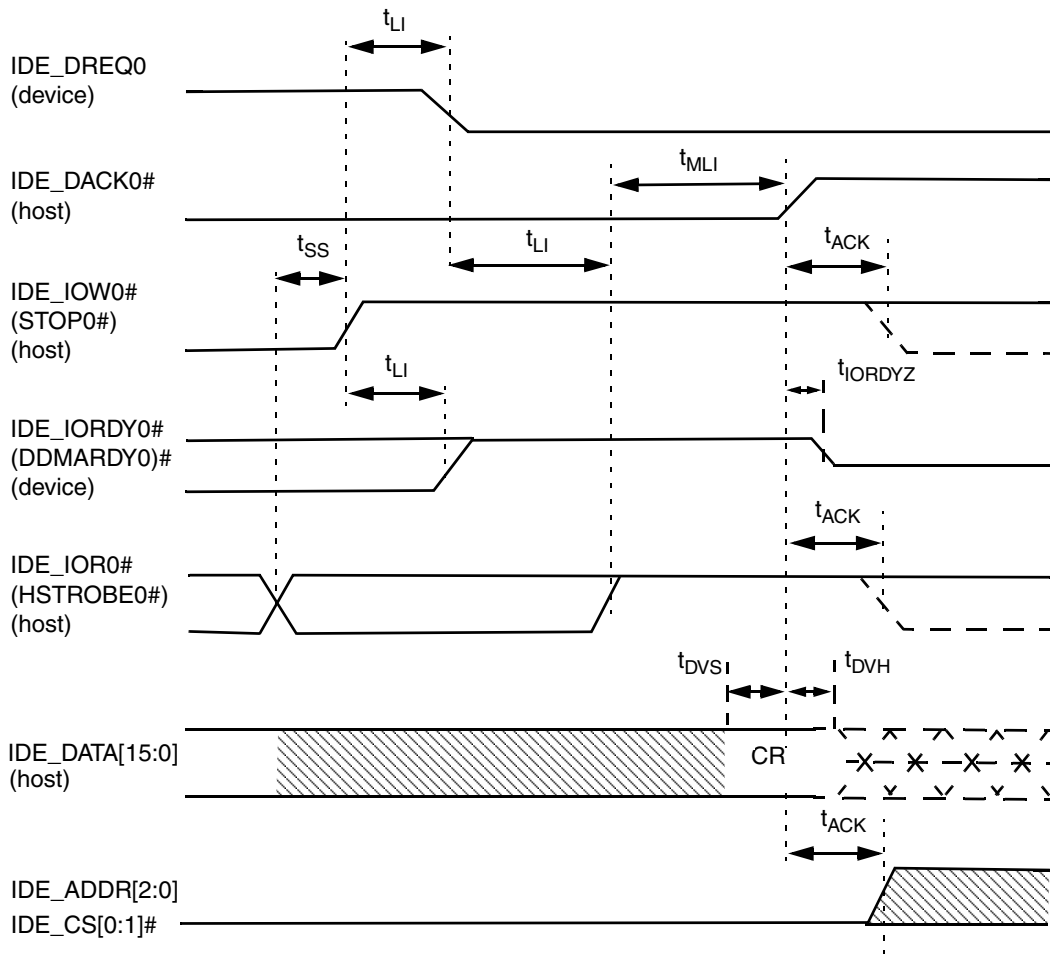 tLI
IDE_DREQ0
(device)
tMLI
IDE_DACK0#
(host)
tSS
tLI
tACK
IDE_IOW0#
(STOP0#)
(host)
tLI
tIORDYZ
IDE_IORDY0#
(DDMARDY0)#
(device)
tACK
IDE_IOR0#
(HSTROBE0#)
(host)
tDVS
tDVH
IDE_DATA[15:0]
(host)
CR
tACK
IDE_ADDR[2:0]
IDE_CS[0:1]#